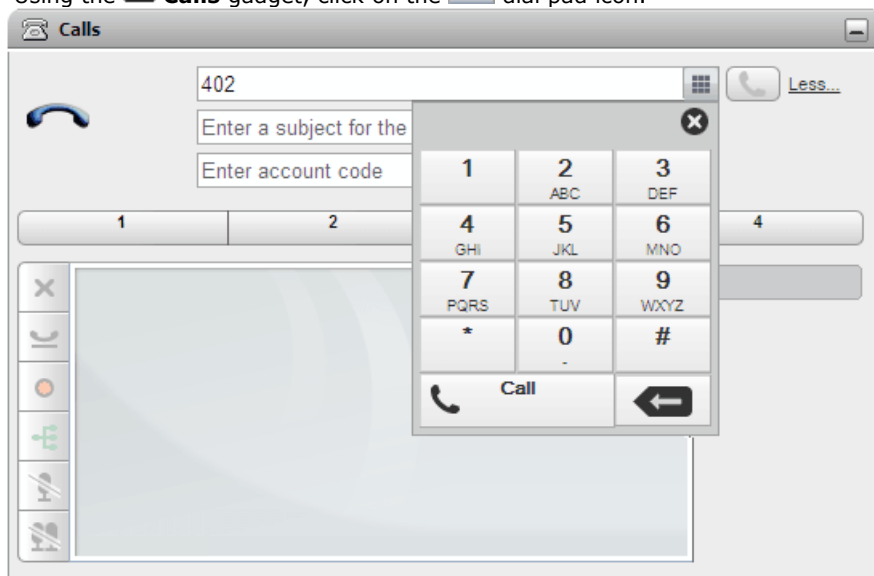 Using the Calls gadget, click on the dial pad icon.
Calls
402
Less...
Enter a subject for the
Enter account code
1
2
ABC
3
DEF
4
GHI
5
JKL
6
MNO
7
PQRS
8
TUV
9
WXYZ
*
0
-
#
Call
1
2
4